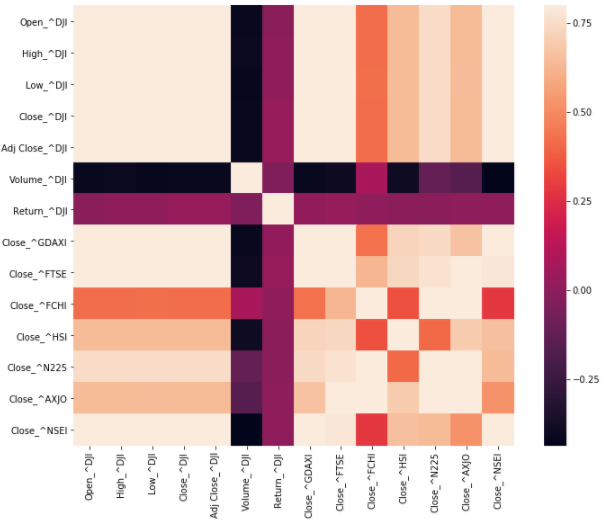 Open_^DJI
High_^DJI
Low_^DJI
Close_^DJI
Adj Close_^DJI
Volume_^DJI
Return_^DJI
Close_^GDAXI
Close_^FTSE
Close_^FCHI
Close_^HSI
Close_^N225
Close_^AXJO
Close_^NSEI
Open_^DJI
High_^DJI
Low_^DJI
Close_^DJI
Adj Close_^DJI
Volume_^DJI
Return_^DJI
Close_^GDAXI
Close_^FTSE
Close_^FCHI
Close_^HSI
Close_^N225
Close_^AXJO
Close_^NSEI
0.75
0.50
0.25
0.00
−0.25